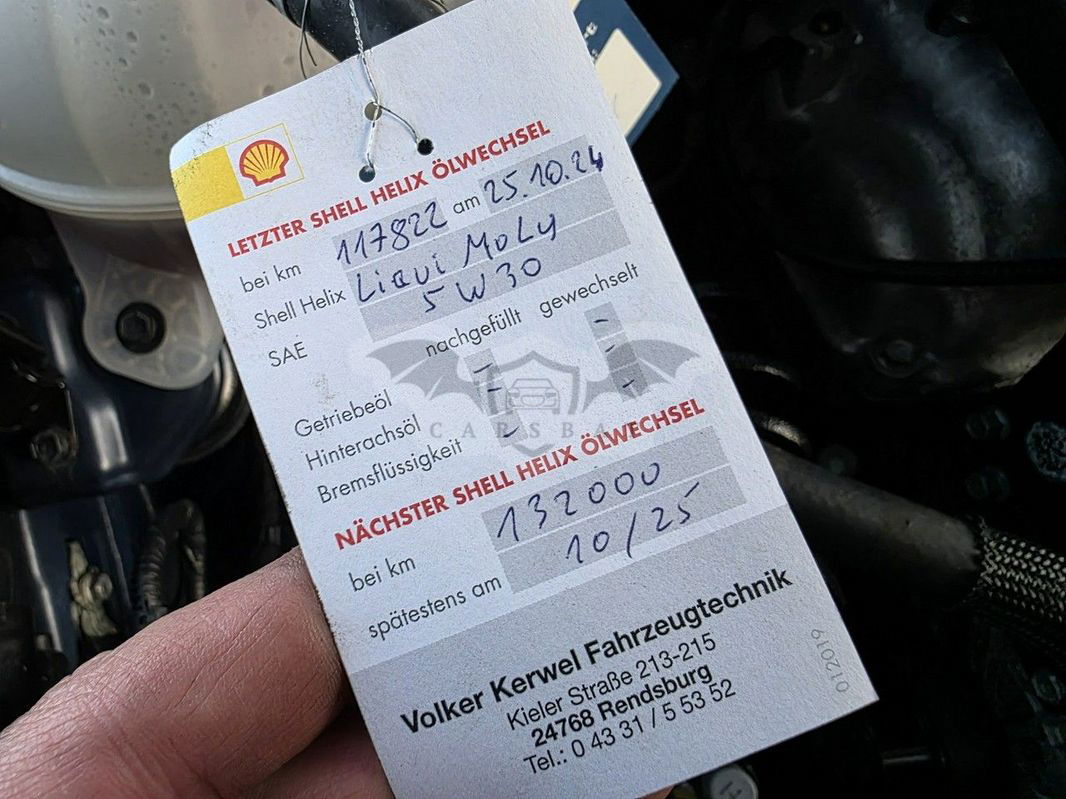 LETZTER SHELL HELIX ÖLWECHSEL
bei km 117822 am 25.10.24
Shell Helix Liqui Moly
SAE 5W30
nachgefüllt gewechselt
Getriebeöl - -
Hinterachsöl - -
Bremsflüssigkeit - -
NÄCHSTER SHELL HELIX ÖLWECHSEL
bei km 132000
spätestens am 10/25
Volker Kerwel Fahrzeugtechnik
Kieler Straße 213-215
24768 Rendsburg
Tel.: 0 43 31 / 5 53 52
012019